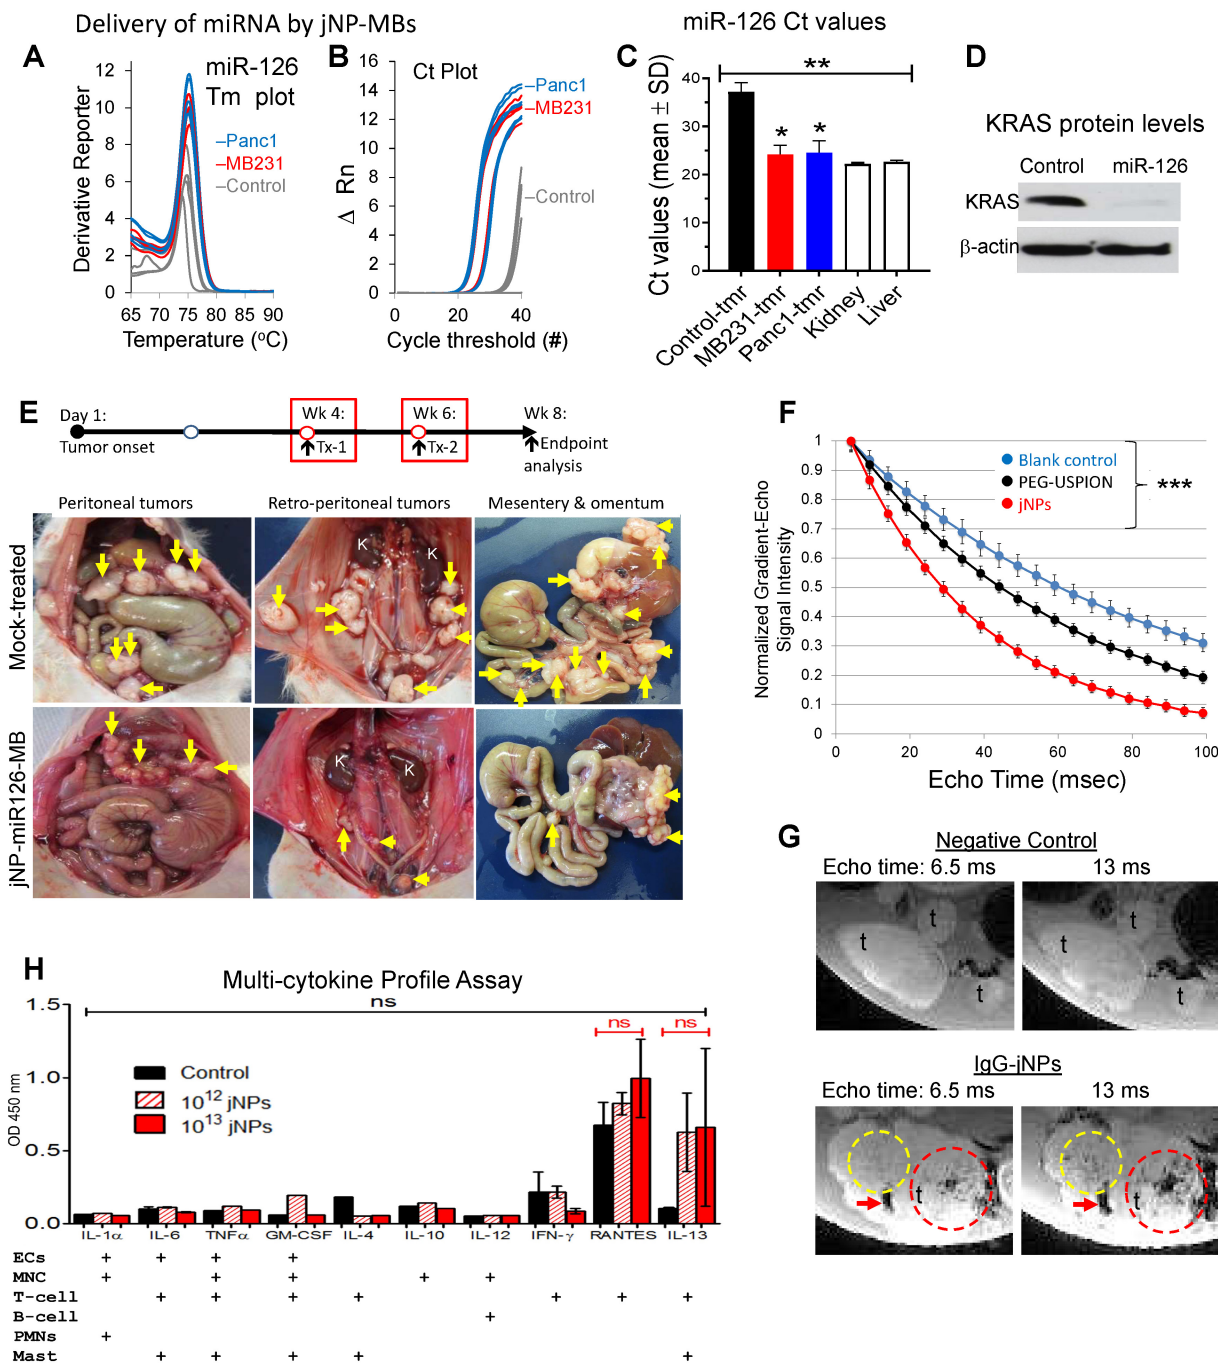 Delivery of miRNA by jNP-MBs
miR-126 Ct values
A
miR-126
Tm plot
12
10
8
6
4
2
0
Derivative Reporter
–Panc1
–MB231
–Control
65 70 75 80 85 90
Temperature (oC)
B
Ct Plot
16
14
12
10
8
6
4
2
0
Δ Rn
–Panc1
–MB231
–Control
0 20 40
Cycle threshold (#)
C
**
40
30
20
10
0
Ct values (mean ± SD)
* *
Control-tmr
MB231-tmr
Panc1-tmr
Kidney
Liver
D
KRAS protein levels
Control miR-126
KRAS
β-actin
E
Day 1:
Tumor onset
Wk 4:
Tx-1
Wk 6:
Tx-2
Wk 8:
Endpoint
analysis
Peritoneal tumors Retro-peritoneal tumors Mesentery & omentum
Mock-treated
K K
jNP-miR126-MB
K K
F
1
0.9
0.8
0.7
0.6
0.5
0.4
0.3
0.2
0.1
0
Normalized Gradient-Echo
Signal Intensity
Blank control
PEG-USPION
jNPs
***
0 20 40 60 80 100
Echo Time (msec)
G
Negative Control
Echo time: 6.5 ms 13 ms
t t t
t t t
IgG-jNPs
Echo time: 6.5 ms 13 ms
t t
H
Multi-cytokine Profile Assay
ns
ns ns
1.5
1.0
0.5
0.0
OD 450 nm
Control
1012 jNPs
1013 jNPs
IL-1α IL-6 TNFα GM-CSF IL-4 IL-10 IL-12 IFN-γ RANTES IL-13
ECs + + + +
MNC + + + + +
T-cell + + + + + + +
B-cell +
PMNs +
Mast + + + + +